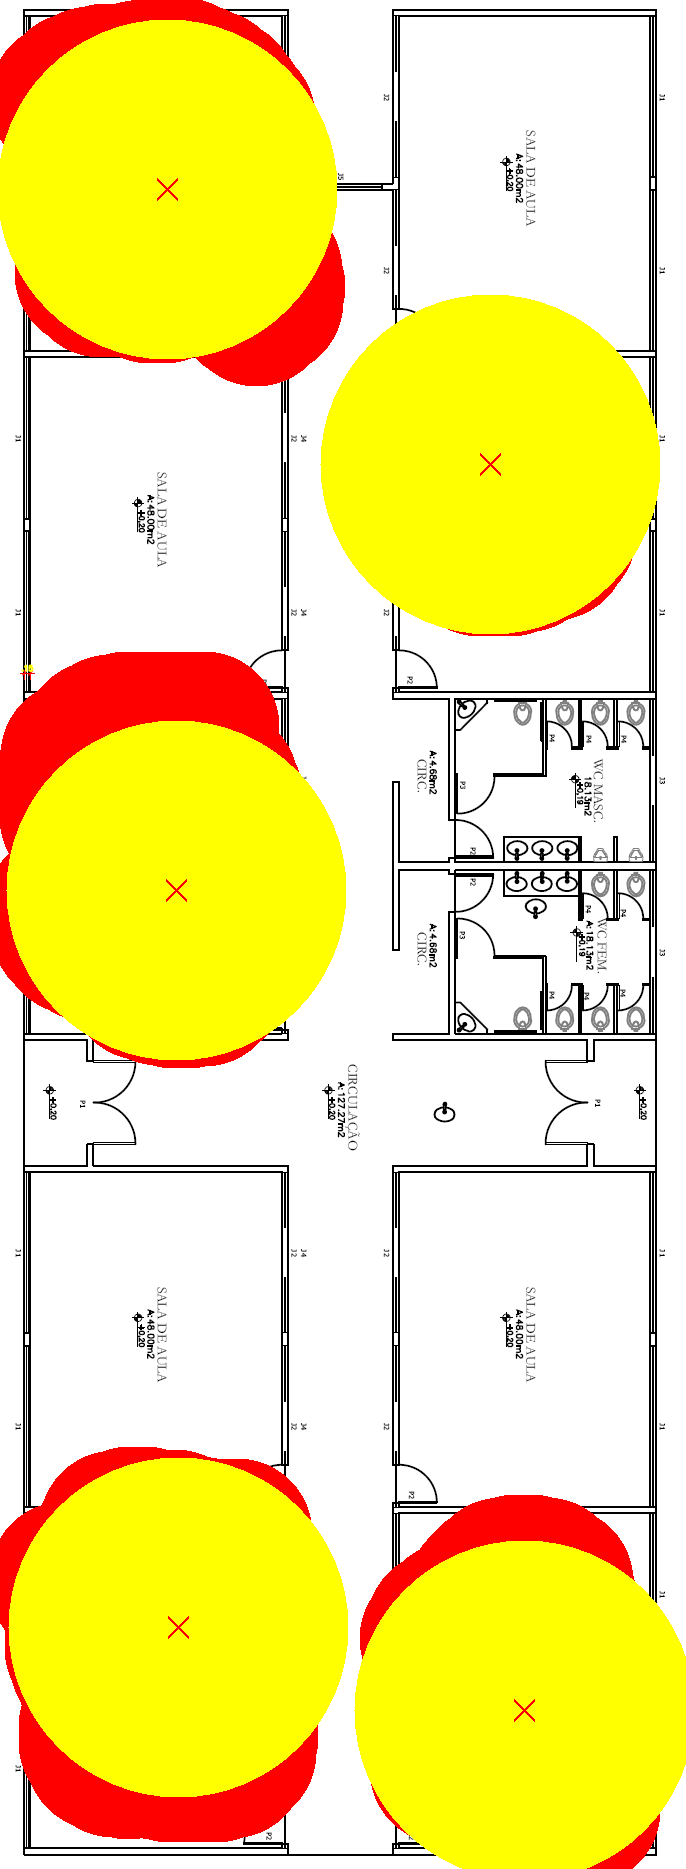 J2
J1
SALA DE AULA
A: 48.00m2
+0,20
J5
J2
J1
J1
J2
J4
J1
SALA DE AULA
A: 48.00m2
+0,20
J1
J2
J4
J1
P2
CIRC.
A: 4.68m2
P3
P2
P4
P4
P4
WC MASC.
18.13m2
+0,19
J3
P2
CIRC.
A: 4.68m2
P3
P4
P4
WC FEM.
A: 18.13m2
+0,19
J3
P4
P4
P4
+0,20
P1
CIRCULAÇÃO
A: 127.27m2
+0,20
P1
+0,20
J1
J2
J4
J2
J1
SALA DE AULA
A: 48.00m2
+0,20
SALA DE AULA
A: 48.00m2
+0,20
J1
J2
J4
J2
J1
P2
J1
J1
P2